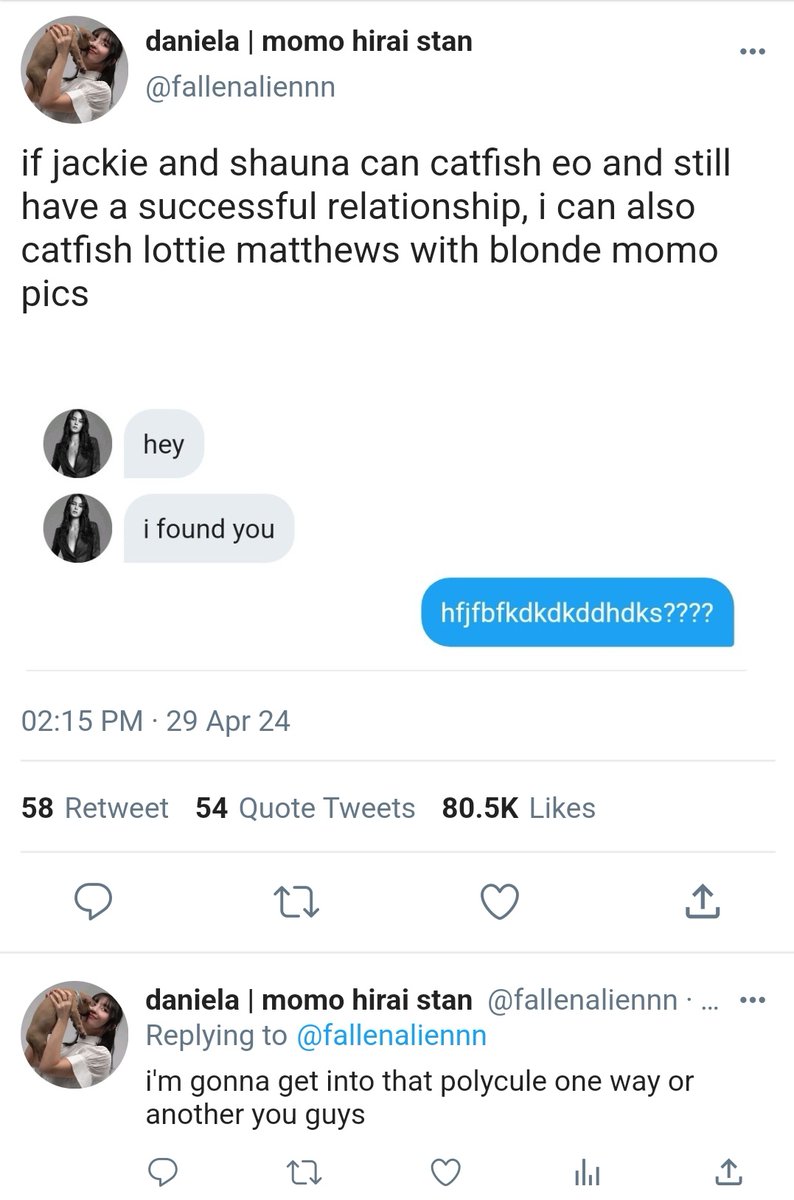 daniela | momo hirai stan
@fallenaliennn
if jackie and shauna can catfish eo and still
have a successful relationship, i can also
catfish lottie matthews with blonde momo
pics
hey
i found you
hfjfbfkdkdkddhdks????
02:15 PM · 29 Apr 24
58 Retweet 54 Quote Tweets 80.5K Likes
daniela | momo hirai stan @fallenaliennn · ...
Replying to @fallenaliennn
i'm gonna get into that polycule one way or
another you guys